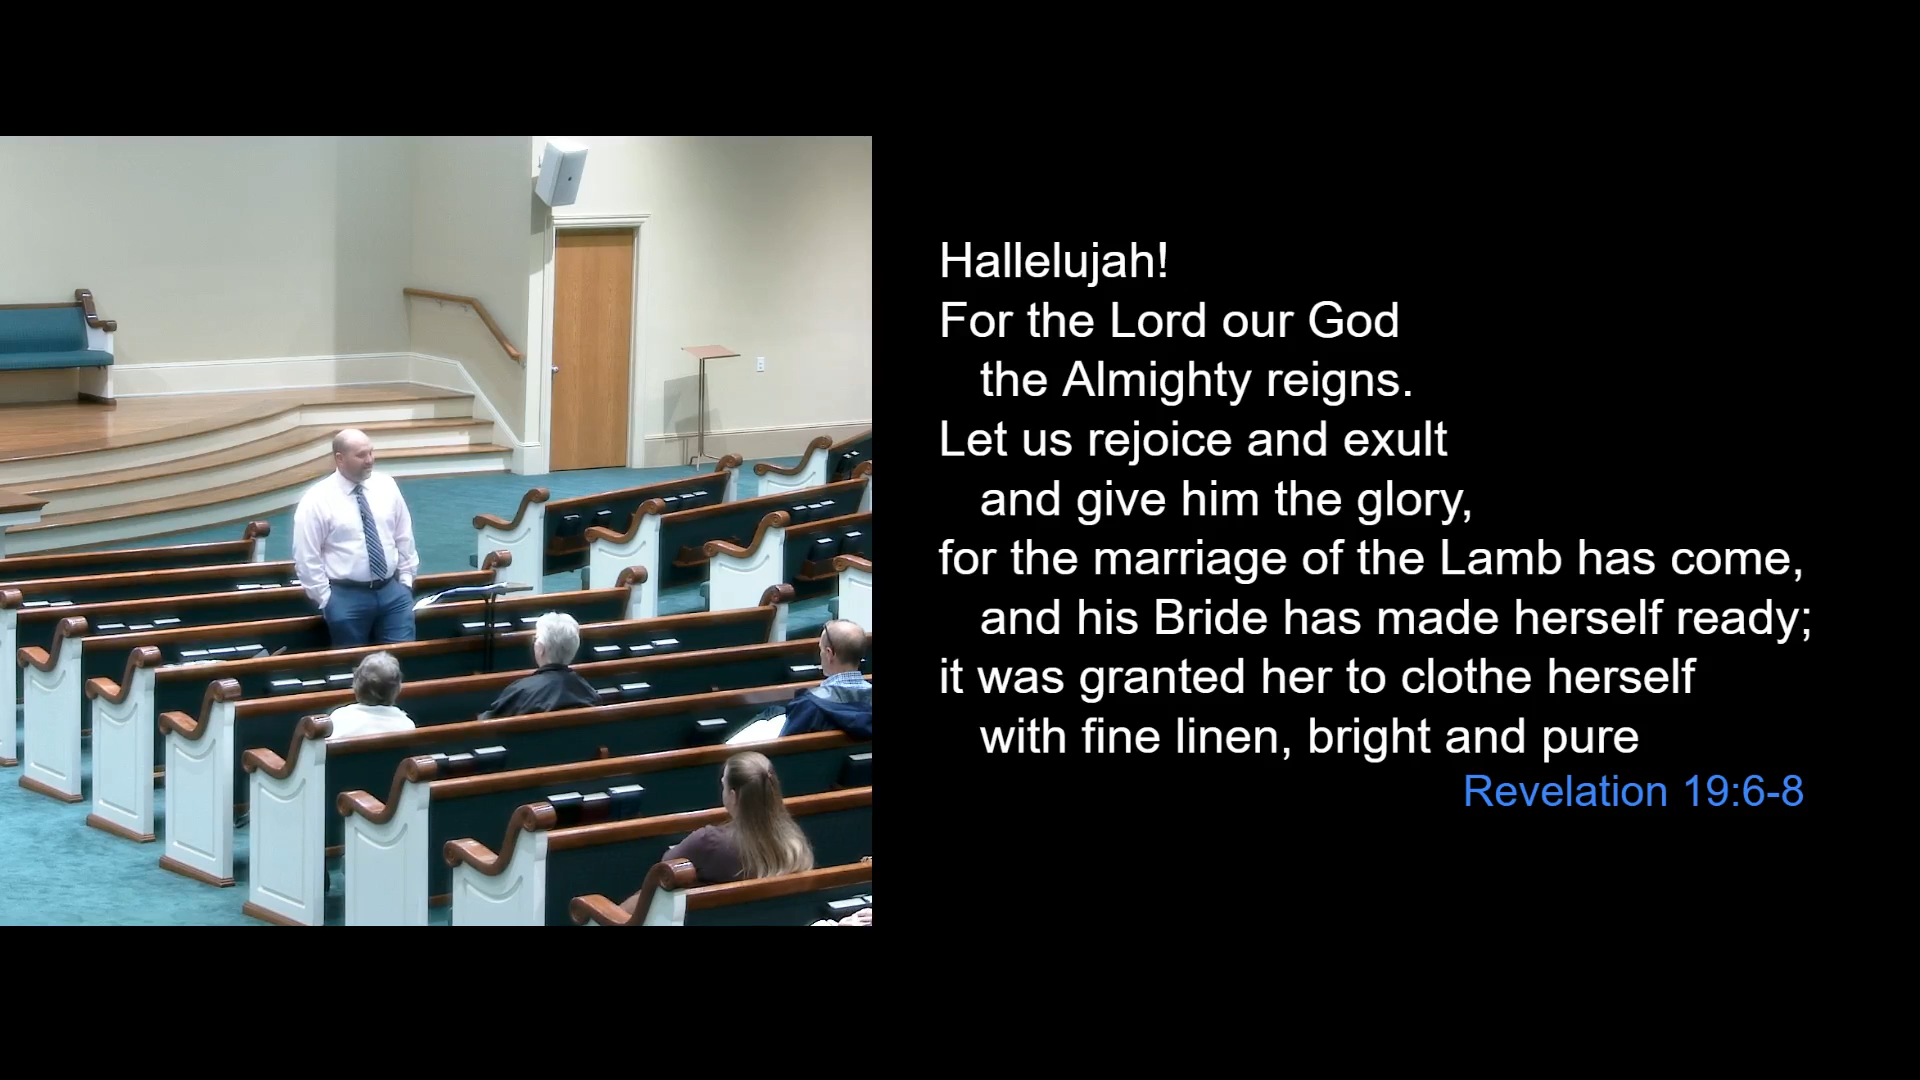 Hallelujah!
For the Lord our God
the Almighty reigns.
Let us rejoice and exult
and give him the glory,
for the marriage of the Lamb has come,
and his Bride has made herself ready;
it was granted her to clothe herself
with fine linen, bright and pure
Revelation 19:6-8